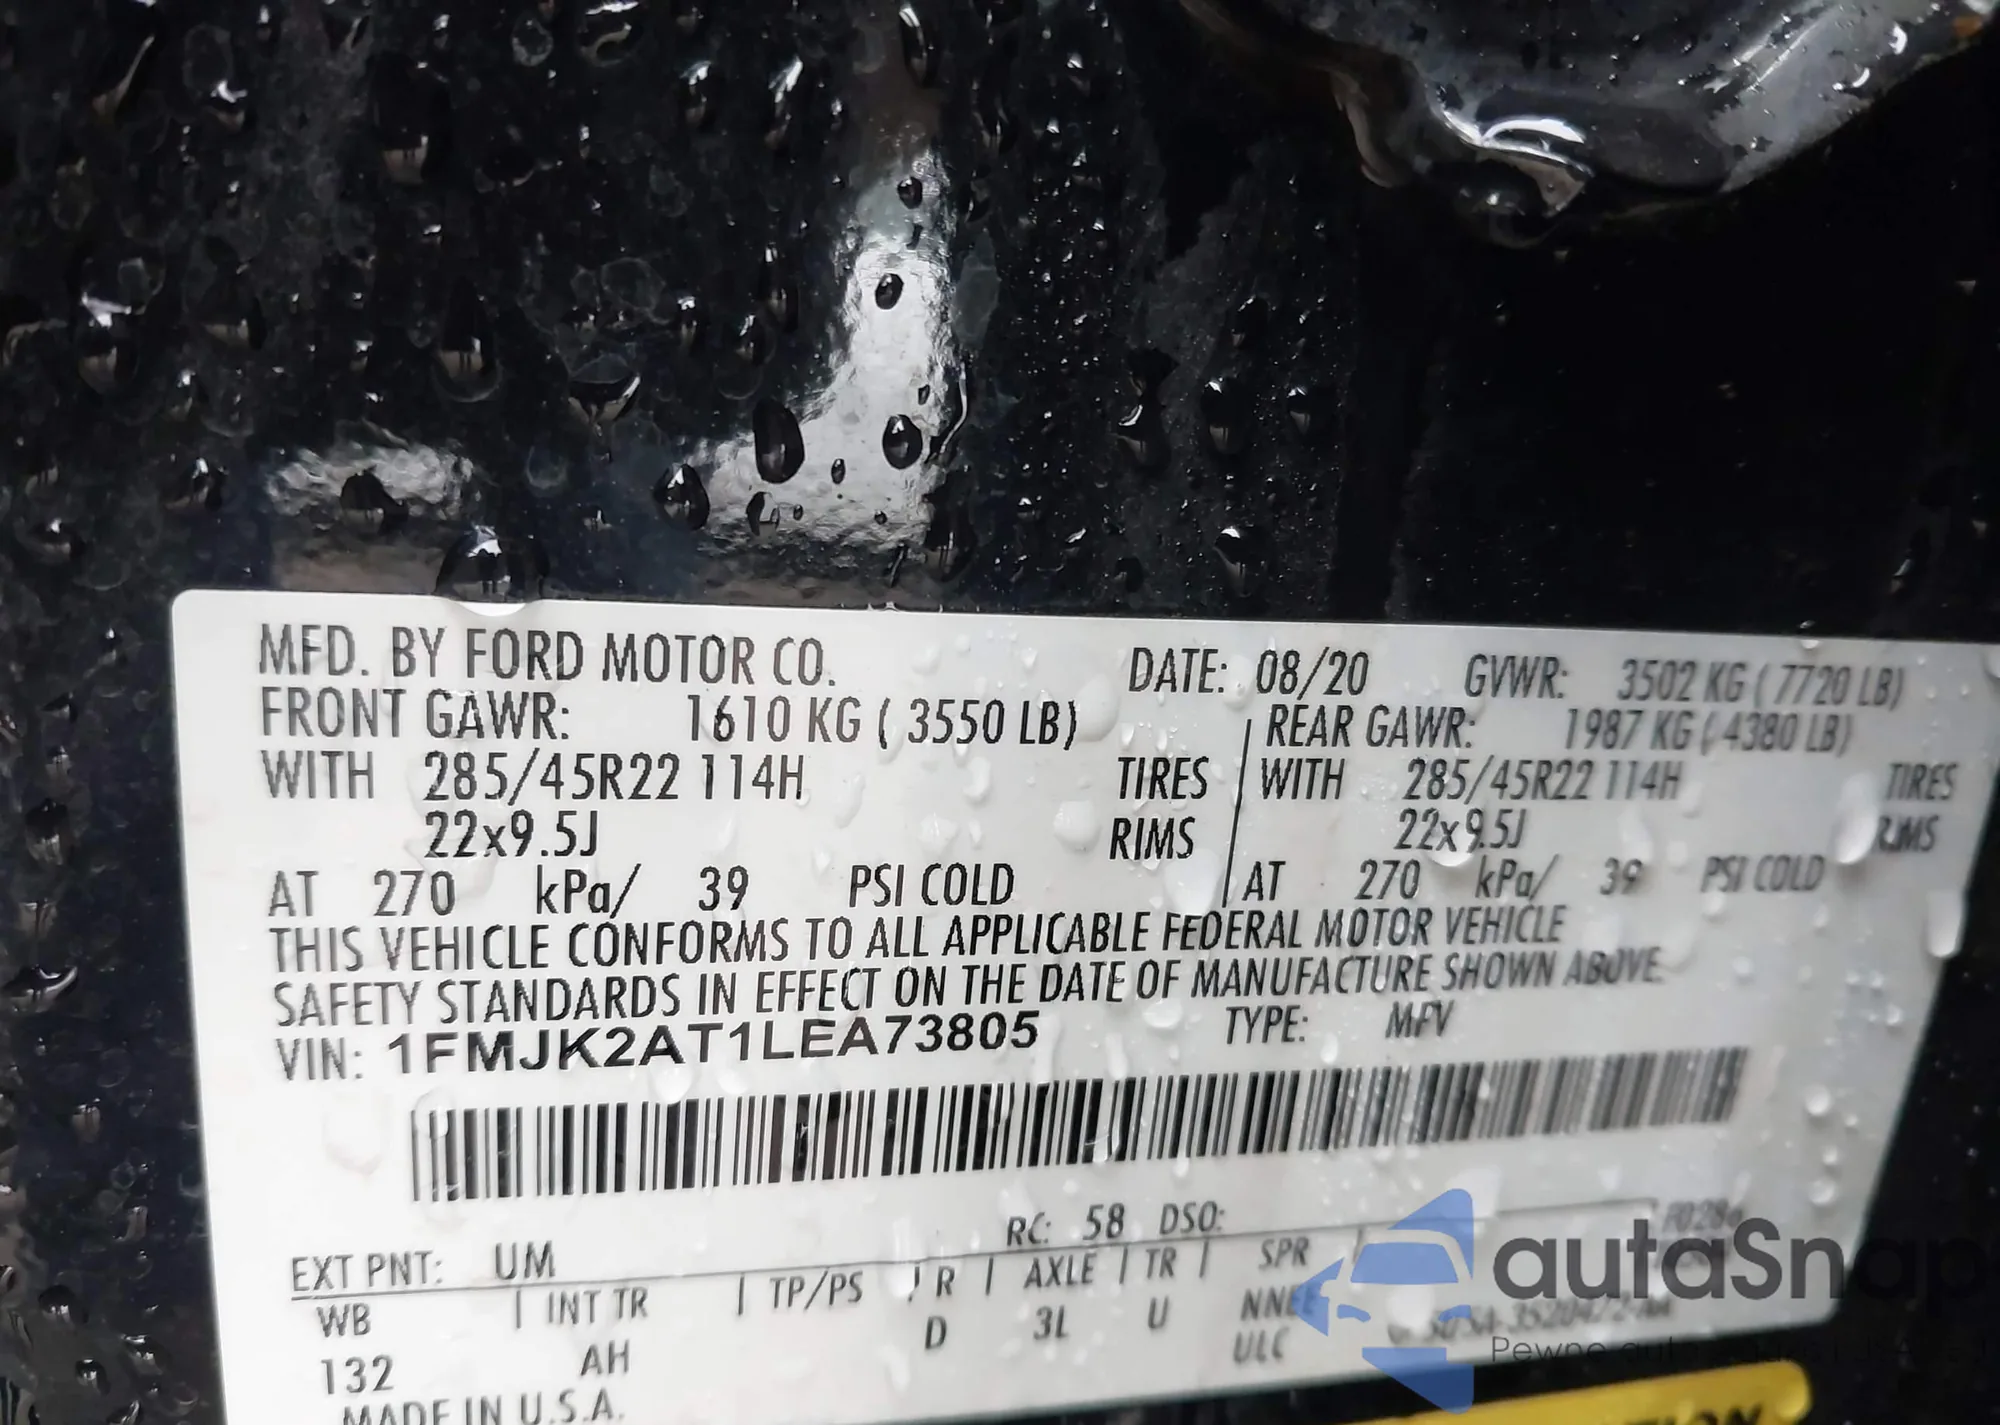 MFD. BY FORD MOTOR CO. DATE: 08/20 GVWR: 3502 KG ( 7720 LB)
FRONT GAWR: 1610 KG ( 3550 LB) REAR GAWR: 1987 KG ( 4380 LB)
WITH 285/45R22 114H TIRES WITH 285/45R22 114H TIRES
22x9.5J RIMS 22x9.5J RIMS
AT 270 kPa/ 39 PSI COLD AT 270 kPa/ 39 PSI COLD
THIS VEHICLE CONFORMS TO ALL APPLICABLE FEDERAL MOTOR VEHICLE
SAFETY STANDARDS IN EFFECT ON THE DATE OF MANUFACTURE SHOWN ABOVE.
VIN: 1FMJK2AT1LEA73805 TYPE: MPV
EXT PNT: UM RC: 58 DSO:
WB | INT TR | TP/PS | R | AXLE | TR | SPR
132 AH D 3L U
ULC
MADE IN U.S.A.
autaSnap
Pewne auta